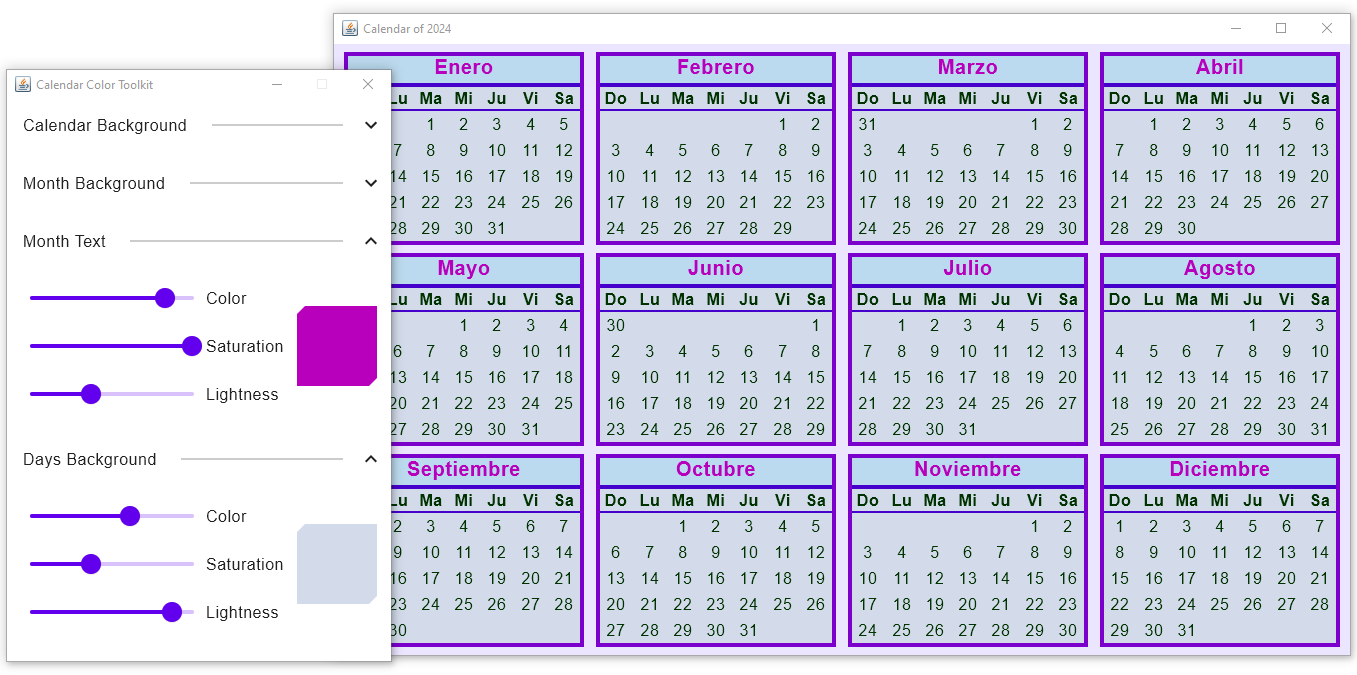 Calendar Color Toolkit
Calendar Background
Month Background
Month Text
Color
Saturation
Lightness
Days Background
Color
Saturation
Lightness
Calendar of 2024
Enero
Lu Ma Mi Ju Vi Sa
1 2 3 4 5
7 8 9 10 11 12
14 15 16 17 18 19
21 22 23 24 25 26
28 29 30 31
Febrero
Do Lu Ma Mi Ju Vi Sa
1 2
3 4 5 6 7 8 9
10 11 12 13 14 15 16
17 18 19 20 21 22 23
24 25 26 27 28 29
Marzo
Do Lu Ma Mi Ju Vi Sa
31 1 2
3 4 5 6 7 8 9
10 11 12 13 14 15 16
17 18 19 20 21 22 23
24 25 26 27 28 29 30
Abril
Do Lu Ma Mi Ju Vi Sa
1 2 3 4 5 6
7 8 9 10 11 12 13
14 15 16 17 18 19 20
21 22 23 24 25 26 27
28 29 30
Mayo
Lu Ma Mi Ju Vi Sa
1 2 3 4
6 7 8 9 10 11
13 14 15 16 17 18
20 21 22 23 24 25
27 28 29 30 31
Junio
Do Lu Ma Mi Ju Vi Sa
30 1
2 3 4 5 6 7 8
9 10 11 12 13 14 15
16 17 18 19 20 21 22
23 24 25 26 27 28 29
Julio
Do Lu Ma Mi Ju Vi Sa
1 2 3 4 5 6
7 8 9 10 11 12 13
14 15 16 17 18 19 20
21 22 23 24 25 26 27
28 29 30 31
Agosto
Do Lu Ma Mi Ju Vi Sa
1 2 3
4 5 6 7 8 9 10
11 12 13 14 15 16 17
18 19 20 21 22 23 24
25 26 27 28 29 30 31
Septiembre
Lu Ma Mi Ju Vi Sa
2 3 4 5 6 7
9 10 11 12 13 14
16 17 18 19 20 21
23 24 25 26 27 28
30
Octubre
Do Lu Ma Mi Ju Vi Sa
1 2 3 4 5
6 7 8 9 10 11 12
13 14 15 16 17 18 19
20 21 22 23 24 25 26
27 28 29 30 31
Noviembre
Do Lu Ma Mi Ju Vi Sa
1 2
3 4 5 6 7 8 9
10 11 12 13 14 15 16
17 18 19 20 21 22 23
24 25 26 27 28 29 30
Diciembre
Do Lu Ma Mi Ju Vi Sa
1 2 3 4 5 6 7
8 9 10 11 12 13 14
15 16 17 18 19 20 21
22 23 24 25 26 27 28
29 30 31